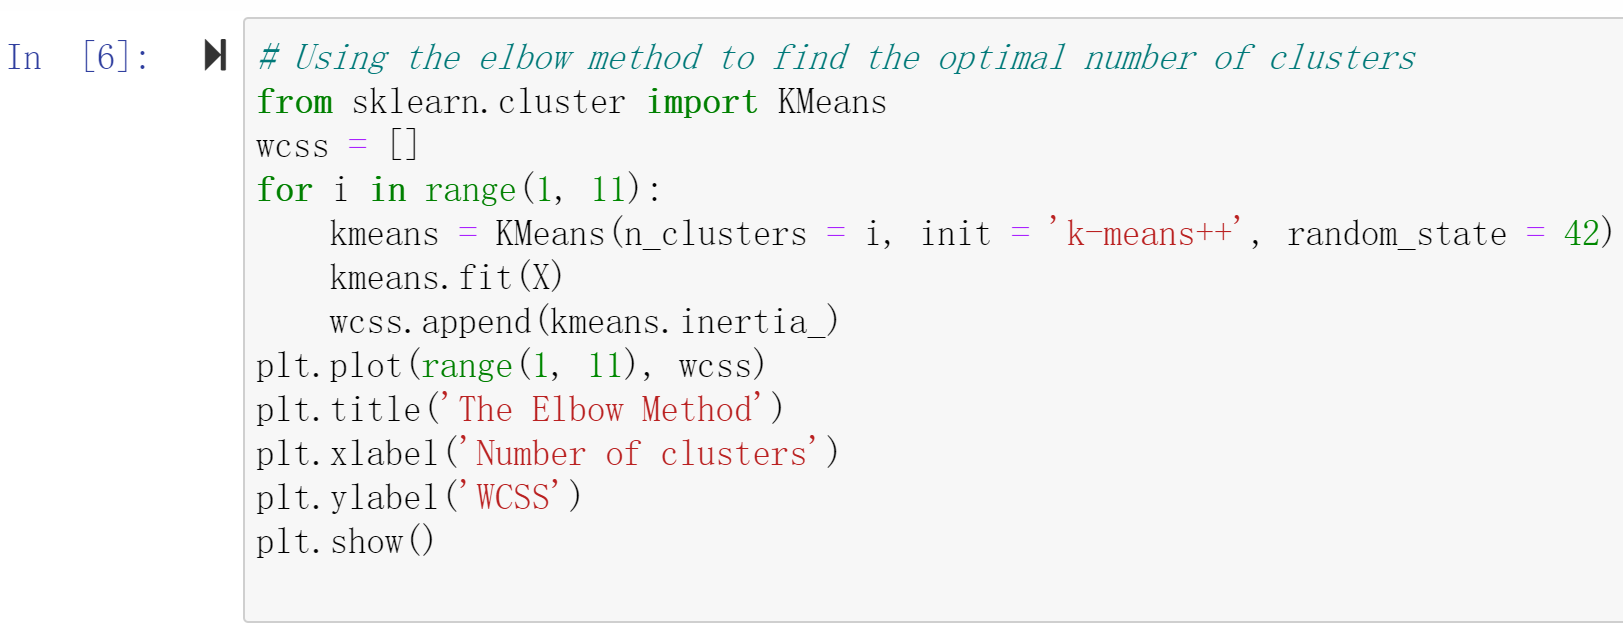 In [6]:
# Using the elbow method to find the optimal number of clusters
from sklearn.cluster import KMeans
wcss = []
for i in range(1, 11):
    kmeans = KMeans(n_clusters = i, init = 'k-means++', random_state = 42)
    kmeans.fit(X)
    wcss.append(kmeans.inertia_)
plt.plot(range(1, 11), wcss)
plt.title('The Elbow Method')
plt.xlabel('Number of clusters')
plt.ylabel('WCSS')
plt.show()